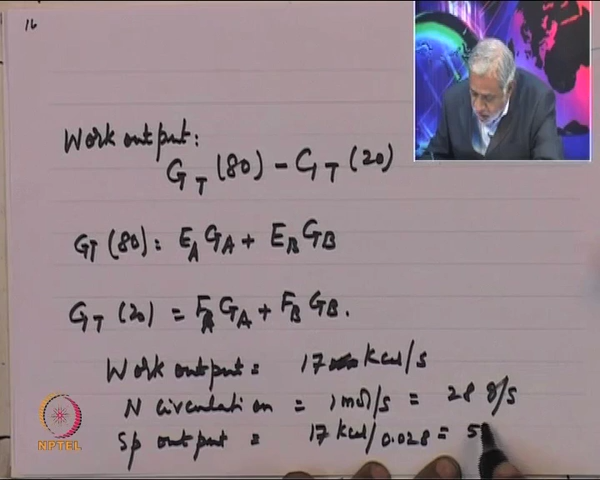 16
Work output:
G_T (80) - G_T (20)
G_T (80): E_A G_A + E_B G_B
G_T (20) = F_A G_A + F_B G_B.
Work output = 17 kcal/s
N circulation = 1 mol/s = 28 g/s
Sp output = 17 kcal/0.028 = 5
NPTEL